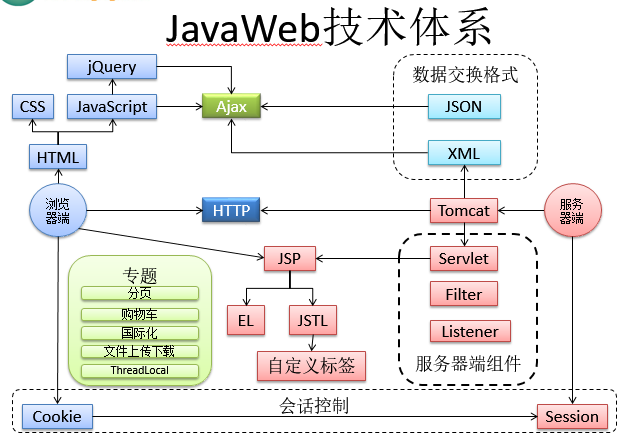 JavaWeb技术体系
jQuery
数据交换格式
CSS
JavaScript
Ajax
JSON
HTML
XML
浏览
器端
HTTP
Tomcat
服务
器端
JSP
Servlet
专题
分页
EL
JSTL
Filter
购物车
国际化
Listener
文件上传下载
自定义标签
服务器端组件
ThreadLocal
会话控制
Cookie
Session